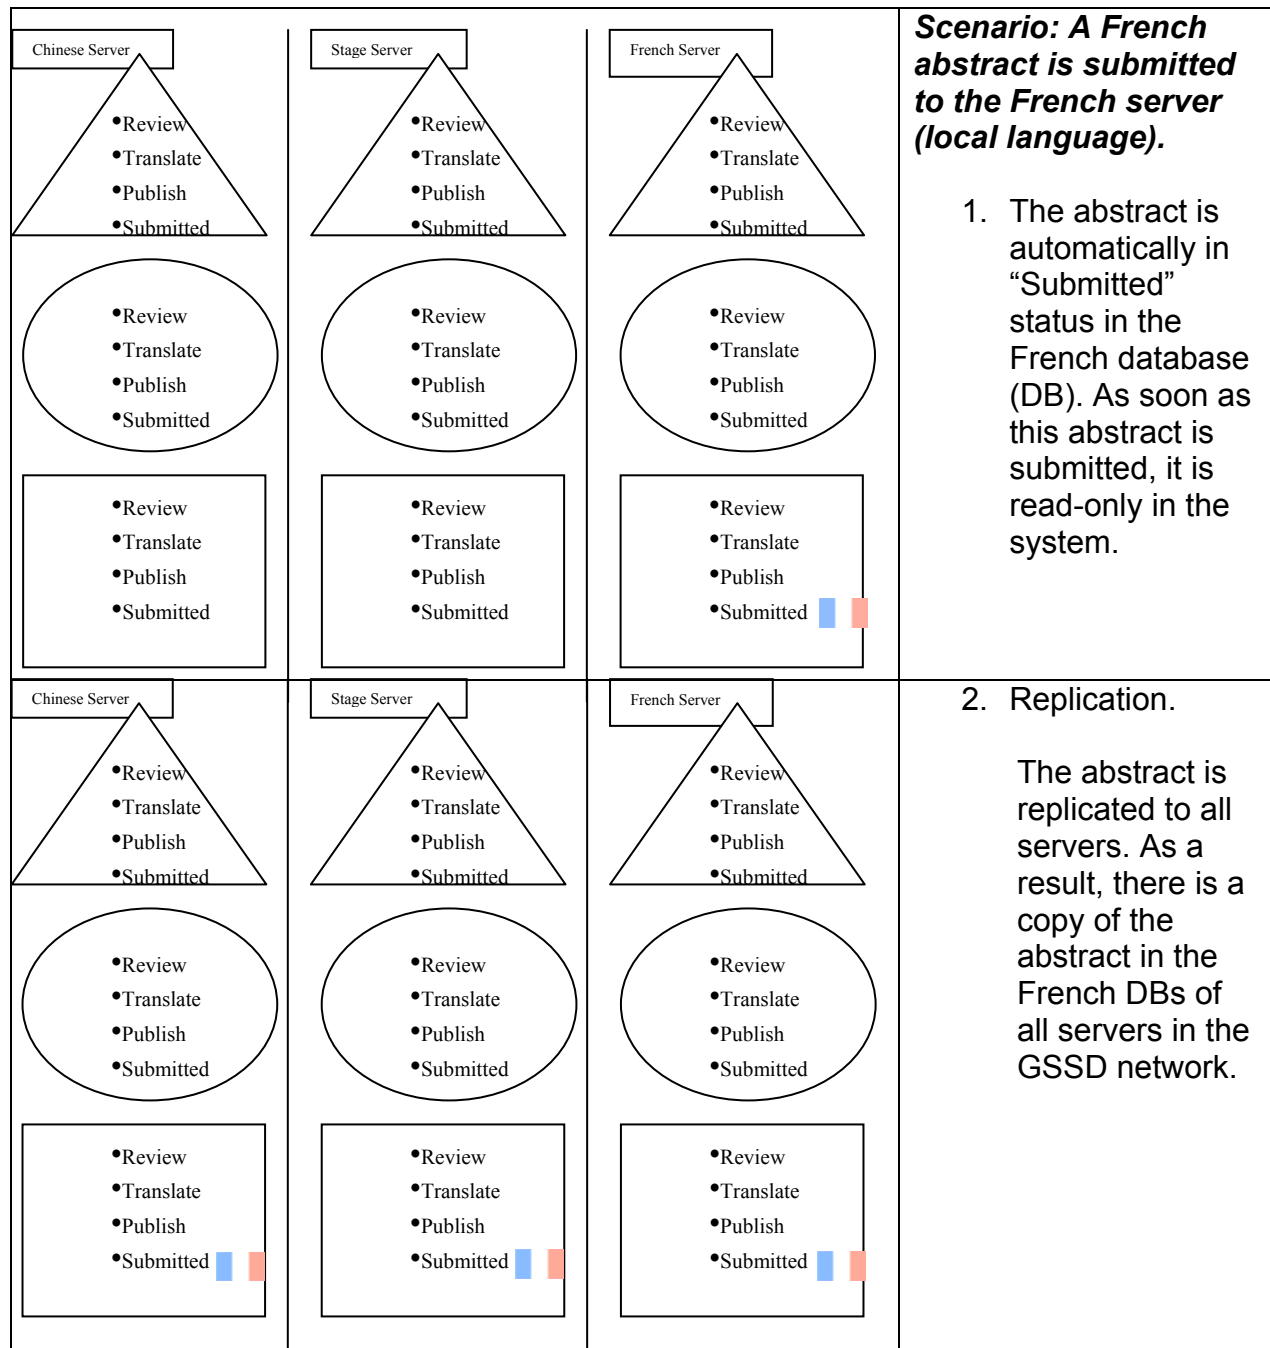 Chinese Server
•Review
•Translate
•Publish
•Submitted
•Review
•Translate
•Publish
•Submitted
•Review
•Translate
•Publish
•Submitted
Stage Server
•Review
•Translate
•Publish
•Submitted
•Review
•Translate
•Publish
•Submitted
•Review
•Translate
•Publish
•Submitted
French Server
•Review
•Translate
•Publish
•Submitted
•Review
•Translate
•Publish
•Submitted
•Review
•Translate
•Publish
•Submitted
Scenario: A French
abstract is submitted
to the French server
(local language).
1. The abstract is
automatically in
“Submitted”
status in the
French database
(DB). As soon as
this abstract is
submitted, it is
read-only in the
system.
Chinese Server
•Review
•Translate
•Publish
•Submitted
•Review
•Translate
•Publish
•Submitted
•Review
•Translate
•Publish
•Submitted
Stage Server
•Review
•Translate
•Publish
•Submitted
•Review
•Translate
•Publish
•Submitted
•Review
•Translate
•Publish
•Submitted
French Server
•Review
•Translate
•Publish
•Submitted
•Review
•Translate
•Publish
•Submitted
•Review
•Translate
•Publish
•Submitted
2. Replication.
The abstract is
replicated to all
servers. As a
result, there is a
copy of the
abstract in the
French DBs of
all servers in the
GSSD network.